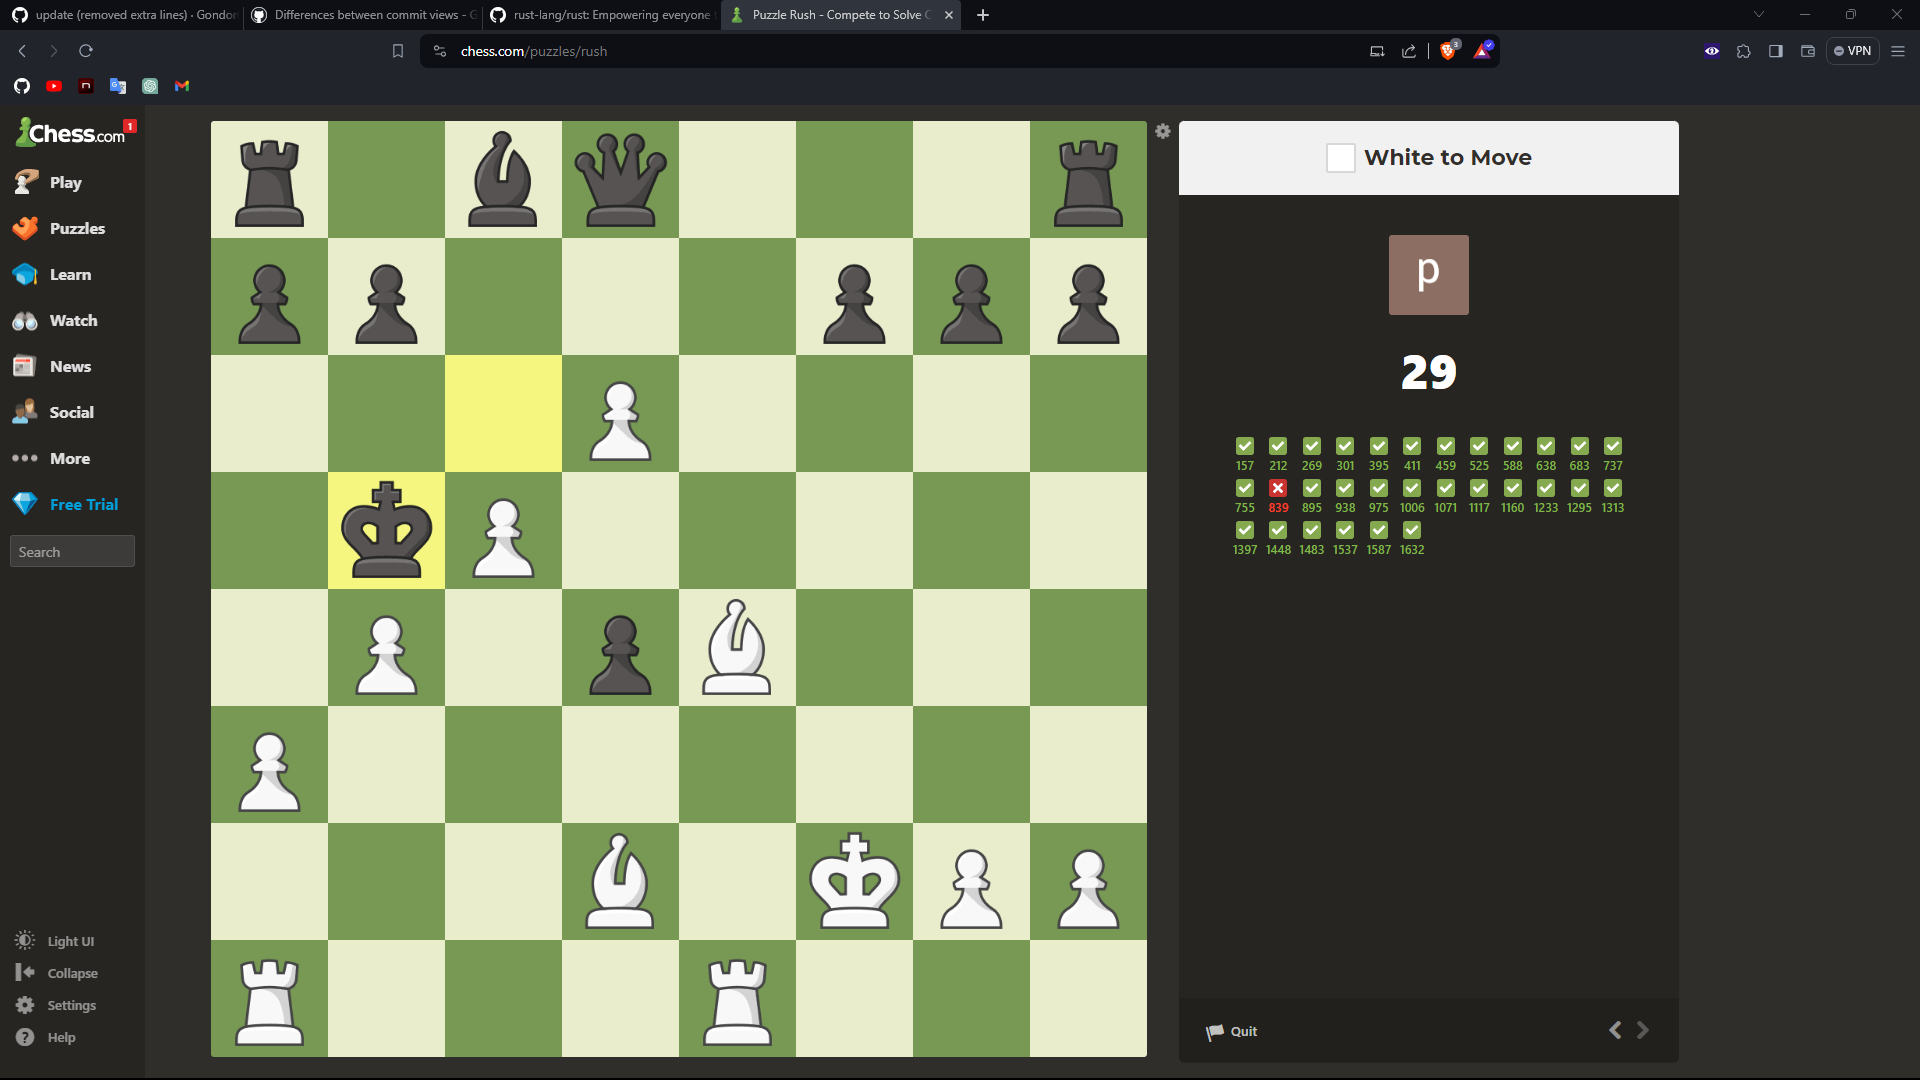 update (removed extra lines) · Gondor
Differences between commit views - G
rust-lang/rust: Empowering everyone
Puzzle Rush - Compete to Solve C
chess.com/puzzles/rush
3
VPN
Chess.com
1
Play
Puzzles
Learn
Watch
News
Social
More
Free Trial
Search
Light UI
Collapse
Settings
Help
White to Move
p
29
157 212 269 301 395 411 459 525 588 638 683 737
755 839 895 938 975 1006 1071 1117 1160 1233 1295 1313
1397 1448 1483 1537 1587 1632
Quit